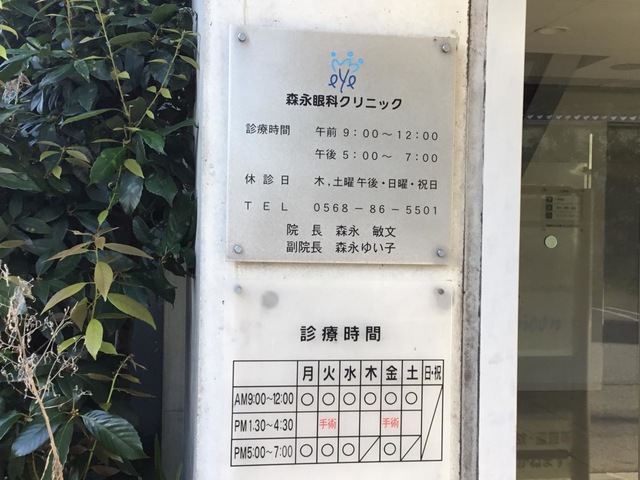 eye
森永眼科クリニック
診療時間 午前 9:00〜12:00
午後 5:00〜 7:00
休診日 木,土曜午後・日曜・祝日
TEL 0568-86-5501
院長 森永 敏文
副院長 森永ゆい子
診療時間
月 火 水 木 金 土 日・祝
AM9:00〜12:00 ○ ○ ○ ○ ○ ○
PM1:30〜4:30 手術 手術
PM5:00〜7:00 ○ ○ ○ ○